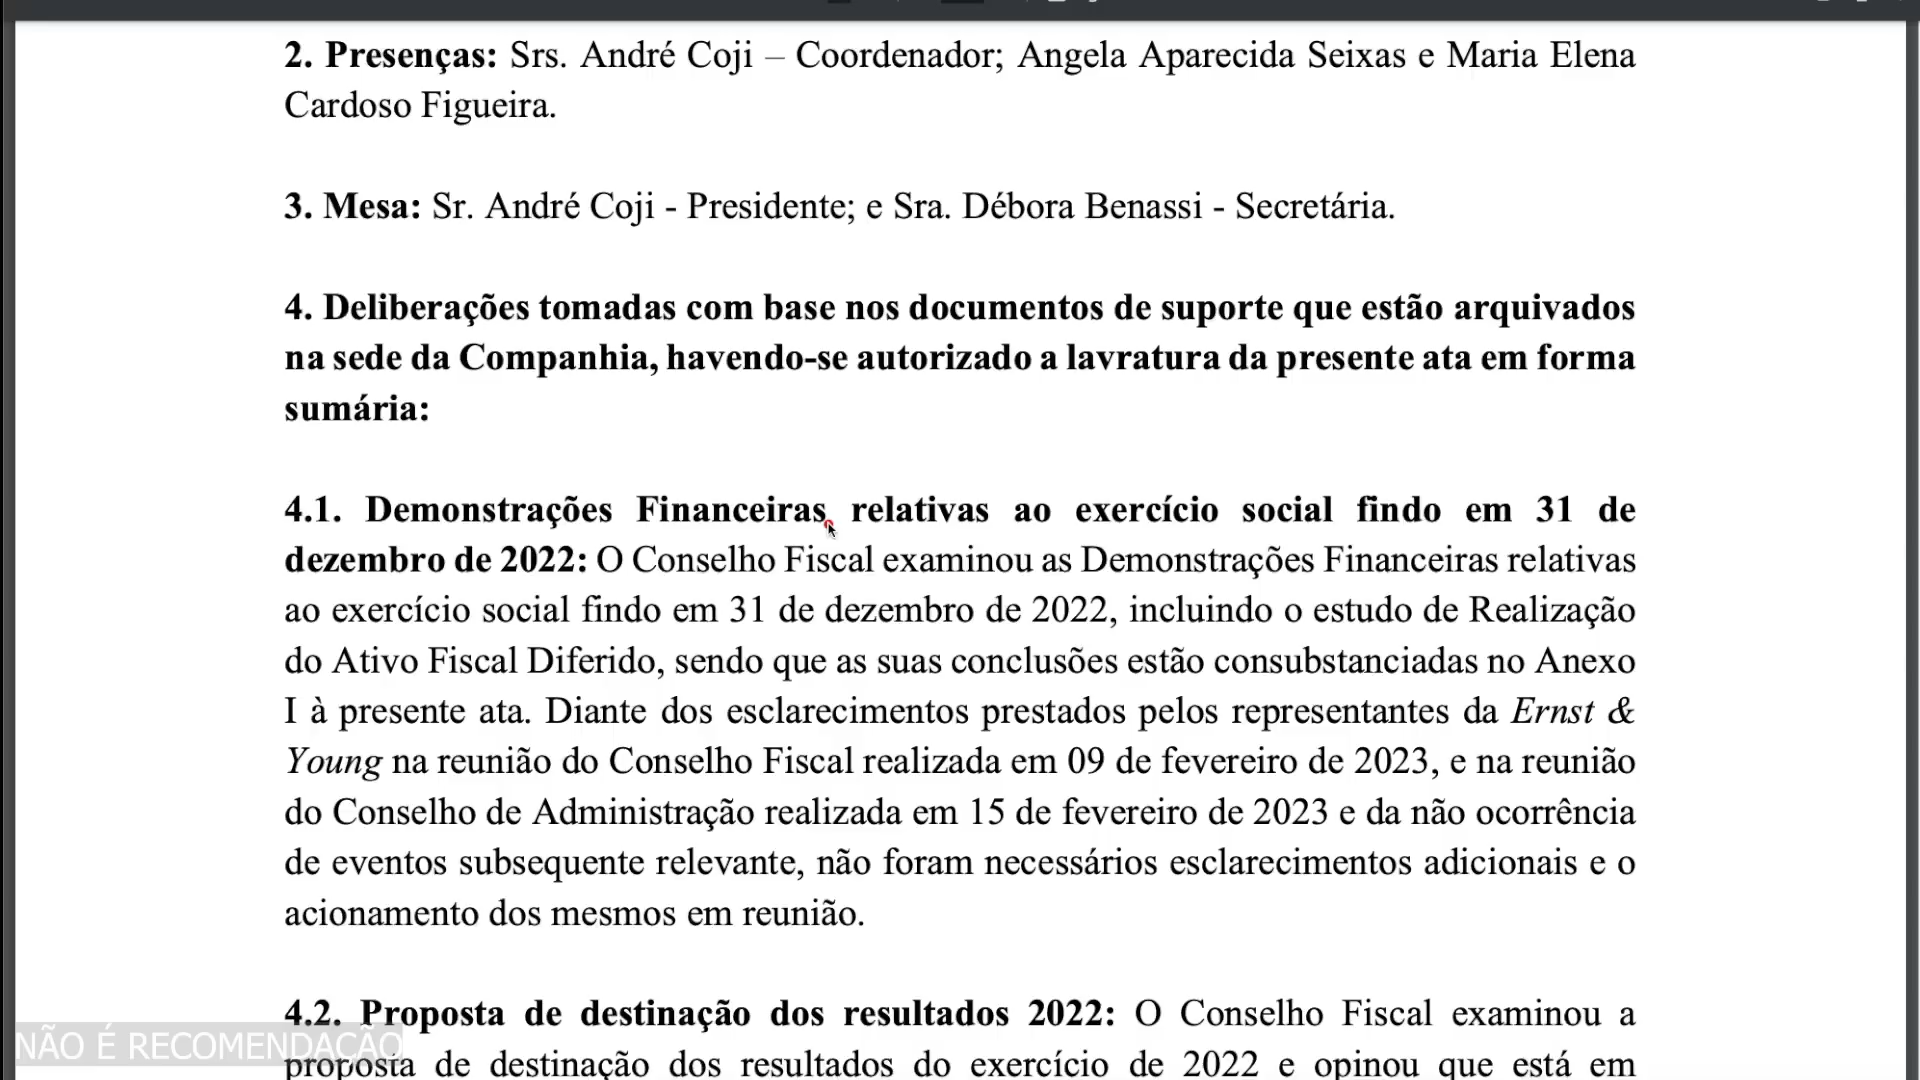 2. Presenças: Srs. André Coji – Coordenador; Angela Aparecida Seixas e Maria Elena
Cardoso Figueira.
3. Mesa: Sr. André Coji - Presidente; e Sra. Débora Benassi - Secretária.
4. Deliberações tomadas com base nos documentos de suporte que estão arquivados
na sede da Companhia, havendo-se autorizado a lavratura da presente ata em forma
sumária:
4.1. Demonstrações Financeiras relativas ao exercício social findo em 31 de
dezembro de 2022: O Conselho Fiscal examinou as Demonstrações Financeiras relativas
ao exercício social findo em 31 de dezembro de 2022, incluindo o estudo de Realização
do Ativo Fiscal Diferido, sendo que as suas conclusões estão consubstanciadas no Anexo
I à presente ata. Diante dos esclarecimentos prestados pelos representantes da Ernst &
Young na reunião do Conselho Fiscal realizada em 09 de fevereiro de 2023, e na reunião
do Conselho de Administração realizada em 15 de fevereiro de 2023 e da não ocorrência
de eventos subsequente relevante, não foram necessários esclarecimentos adicionais e o
acionamento dos mesmos em reunião.
4.2. Proposta de destinação dos resultados 2022: O Conselho Fiscal examinou a
NÃO É RECOMENDAÇÃO
proposta de destinação dos resultados do exercício de 2022 e opinou que está em